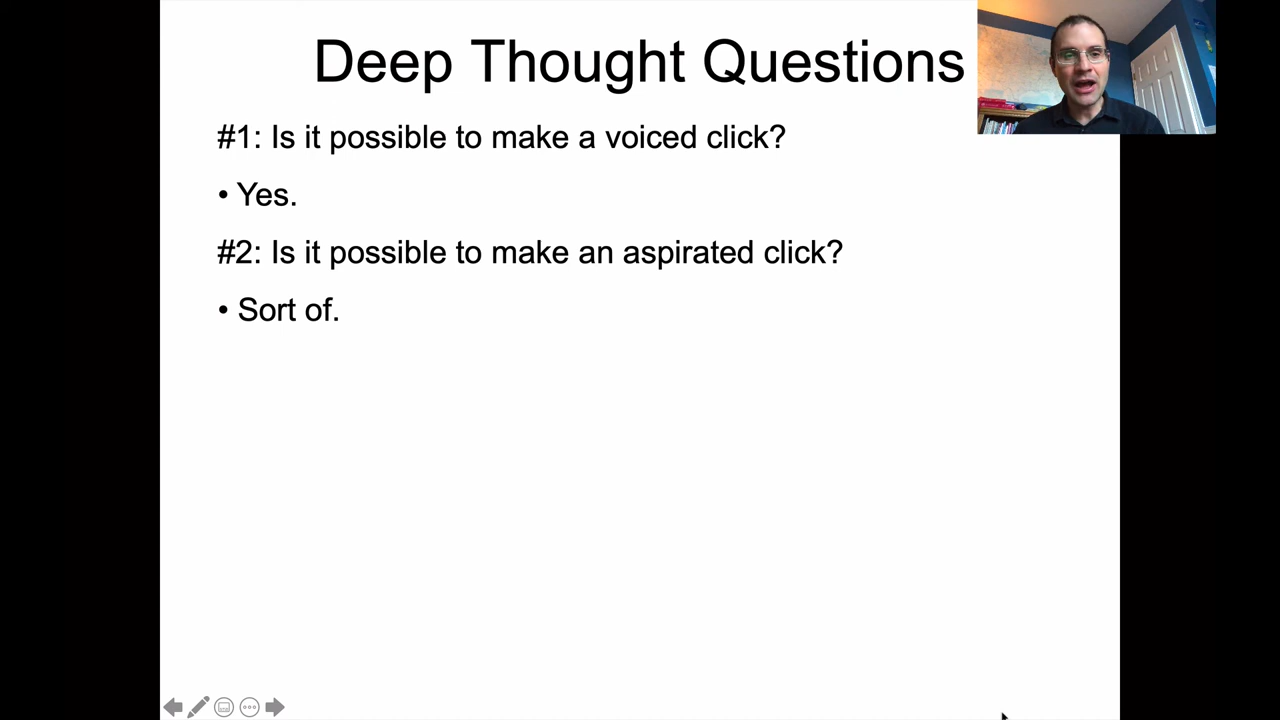 Deep Thought Questions
#1: Is it possible to make a voiced click?
• Yes.
#2: Is it possible to make an aspirated click?
• Sort of.